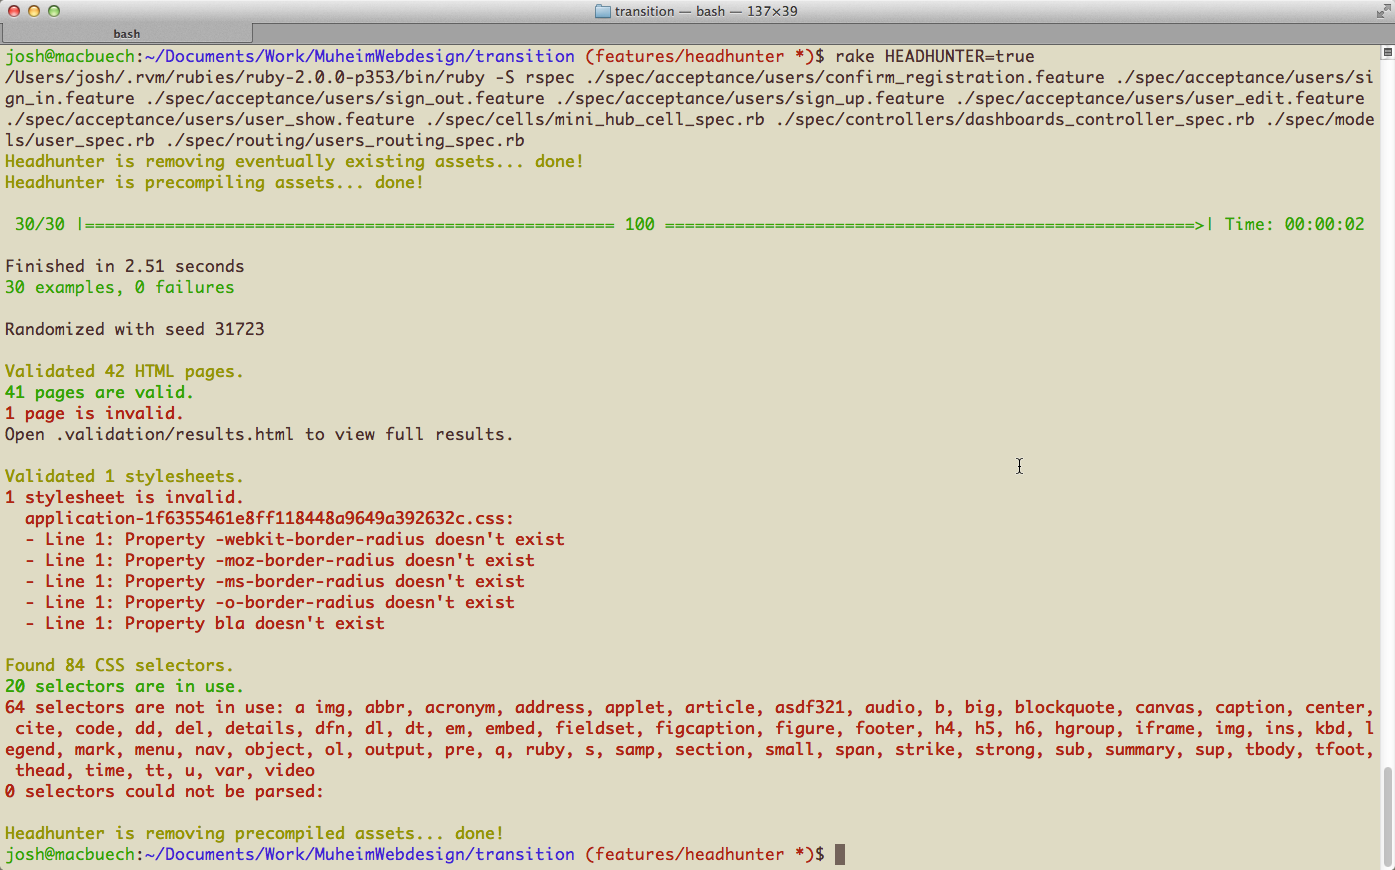 transition — bash — 137×39
bash
josh@macbuech:~/Documents/Work/MuheimWebdesign/transition (features/headhunter *)$ rake HEADHUNTER=true
/Users/josh/.rvm/rubies/ruby-2.0.0-p353/bin/ruby -S rspec ./spec/acceptance/users/confirm_registration.feature ./spec/acceptance/users/si
gn_in.feature ./spec/acceptance/users/sign_out.feature ./spec/acceptance/users/sign_up.feature ./spec/acceptance/users/user_edit.feature
./spec/acceptance/users/user_show.feature ./spec/cells/mini_hub_cell_spec.rb ./spec/controllers/dashboards_controller_spec.rb ./spec/mode
ls/user_spec.rb ./spec/routing/users_routing_spec.rb
Headhunter is removing eventually existing assets... done!
Headhunter is precompiling assets... done!
30/30 |===================================================== 100 =====================================================>| Time: 00:00:02
Finished in 2.51 seconds
30 examples, 0 failures
Randomized with seed 31723
Validated 42 HTML pages.
41 pages are valid.
1 page is invalid.
Open .validation/results.html to view full results.
Validated 1 stylesheets.
1 stylesheet is invalid.
application-1f6355461e8ff118448a9649a392632c.css:
- Line 1: Property -webkit-border-radius doesn't exist
- Line 1: Property -moz-border-radius doesn't exist
- Line 1: Property -ms-border-radius doesn't exist
- Line 1: Property -o-border-radius doesn't exist
- Line 1: Property bla doesn't exist
Found 84 CSS selectors.
20 selectors are in use.
64 selectors are not in use: a img, abbr, acronym, address, applet, article, asdf321, audio, b, big, blockquote, canvas, caption, center,
cite, code, dd, del, details, dfn, dl, dt, em, embed, fieldset, figcaption, figure, footer, h4, h5, h6, hgroup, iframe, img, ins, kbd, l
egend, mark, menu, nav, object, ol, output, pre, q, ruby, s, samp, section, small, span, strike, strong, sub, summary, sup, tbody, tfoot,
thead, time, tt, u, var, video
0 selectors could not be parsed:
Headhunter is removing precompiled assets... done!
josh@macbuech:~/Documents/Work/MuheimWebdesign/transition (features/headhunter *)$